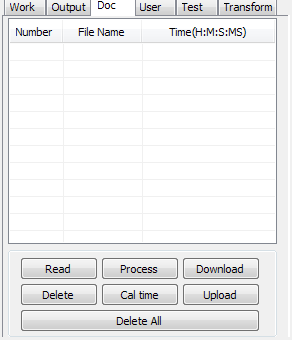 Work Output Doc User Test Transform
Number File Name Time(H:M:S:MS)
Read Process Download
Delete Cal time Upload
Delete All